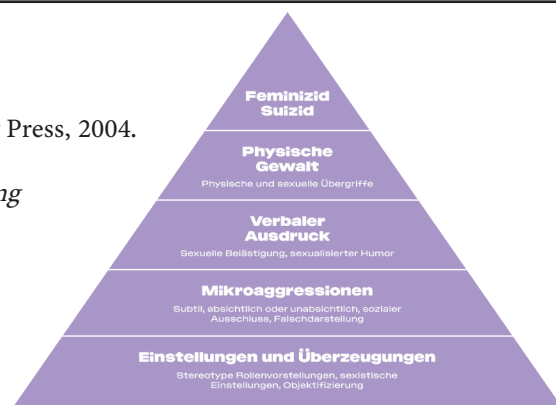 Press, 2004.
ng
Feminizid
Suizid
Physische
Gewalt
Physische und sexuelle Übergriffe
Verbaler
Ausdruck
Sexuelle Belästigung, sexualisierter Humor
Mikroaggressionen
Subtil, absichtlich oder unabsichtlich, sozialer
Ausschluss, Falschdarstellung
Einstellungen und Überzeugungen
Stereotype Rollenvorstellungen, sexistische
Einstellungen, Objektifizierung